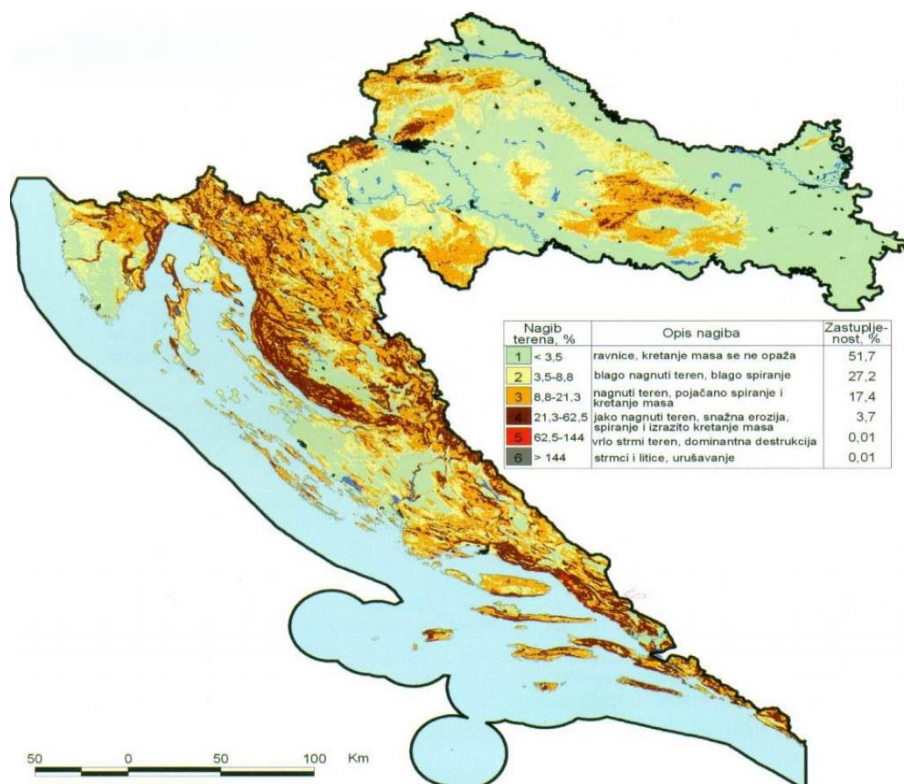 Nagib terena, % Opis nagiba Zastuplje-nost, %
1 < 3,5 ravnice, kretanje masa se ne opaža 51,7
2 3,5-8,8 blago nagnuti teren, blago spiranje 27,2
3 8,8-21,3 nagnuti teren, pojačano spiranje i kretanje masa 17,4
4 21,3-62,5 jako nagnuti teren, snažna erozija, spiranje i izrazito kretanje masa 3,7
5 62,5-144 vrlo strmi teren, dominantna destrukcija 0,01
6 > 144 strmci i litice, urušavanje 0,01
50 0 50 100 Km